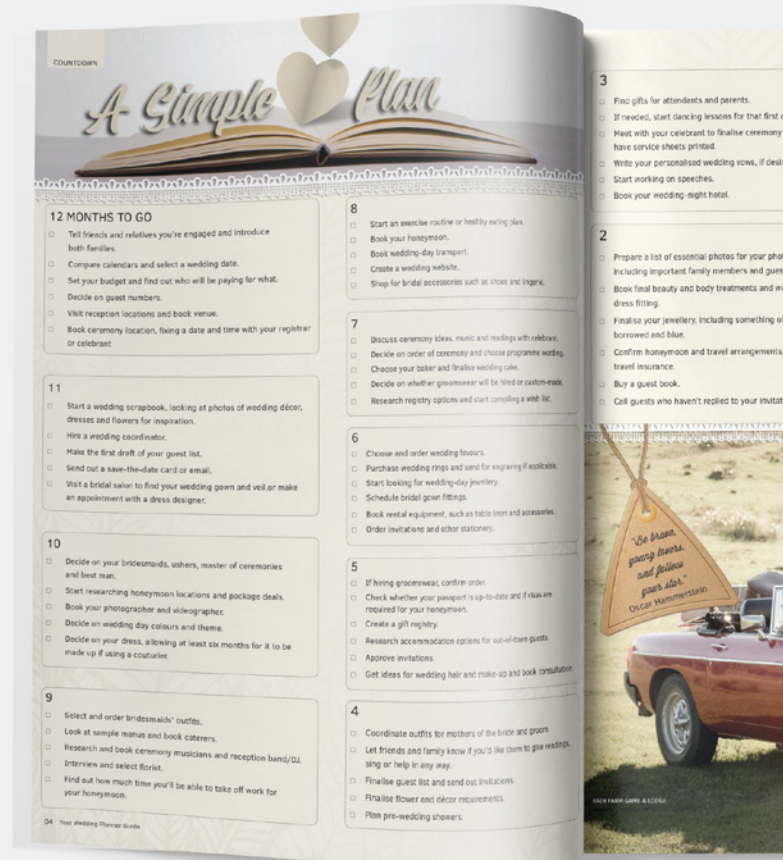 COUNTDOWN
A Simple Plan
12 MONTHS TO GO
Tell friends and relatives you're engaged and introduce
both families.
Compare calendars and select a wedding date.
Set your budget and find out who will be paying for what.
Decide on guest numbers.
Visit reception locations and book venue.
Book ceremony location, fixing a date and time with your registrar
or celebrant
11
Start a wedding scrapbook, looking at photos of wedding décor,
dresses and flowers for inspiration.
Hire a wedding coordinator.
Make the first draft of your guest list.
Send out a save-the-date card or email.
Visit a bridal salon to find your wedding gown and veil,or make
an appointment with a dress designer.
10
Decide on your bridesmaids, ushers, master of ceremonies
and best man.
Start researching honeymoon locations and package deals.
Book your photographer and videographer.
Decide on wedding day colours and theme.
Decide on your dress, allowing at least six months for it to be
made up if using a couturier.
9
Select and order bridesmaids' outfits.
Look at sample menus and book caterers.
Research and book ceremony musicians and reception band/DJ.
Interview and select florist.
Find out how much time you'll be able to take off work for
your honeymoon.
04 Your Wedding Planner Guide
8
Start an exercise routine or healthy eating plan.
Book your honeymoon.
Book wedding-day transport.
Create a wedding website.
Shop for bridal accessories such as shoes and lingerie.
7
Discuss ceremony ideas, music and readings with celebrant.
Decide on order of ceremony and choose programme wording.
Choose your baker and finalise wedding cake.
Decide on whether groomswear will be hired or custom-made.
Research registry options and start compiling a wish list.
6
Choose and order wedding favours.
Purchase wedding rings and send for engraving if applicable.
Start looking for wedding-day jewellery.
Schedule bridal gown fittings.
Book rental equipment, such as table linen and accessories.
Order invitations and other stationery.
5
If hiring groomswear, confirm order.
Check whether your passport is up-to-date and if visas are
required for your honeymoon.
Create a gift registry.
Research accommodation options for out-of-town guests.
Approve invitations.
Get ideas for wedding hair and make-up and book consultation.
4
Coordinate outfits for mothers of the bride and groom.
Let friends and family know if you'd like them to give readings,
sing or help in any way.
Finalise guest list and send out invitations.
Finalise flower and décor requirements.
Plan pre-wedding showers.
3
Find gifts for attendants and parents.
If needed, start dancing lessons for that first
Meet with your celebrant to finalise ceremony
have service sheets printed.
Write your personalised wedding vows, if
Start working on speeches.
Book your wedding-night hotel.
2
Prepare a list of essential photos for your
including important family members and
Book final beauty and body treatments and
dress fitting.
Finalise your jewellery, including something
borrowed and blue.
Confirm honeymoon and travel arrangements,
travel insurance.
Buy a guest book.
Call guests who haven't replied to your
"Be brave,
young lovers,
and follow
your star."
Oscar Hammerstein
FARM GAME & LODGE